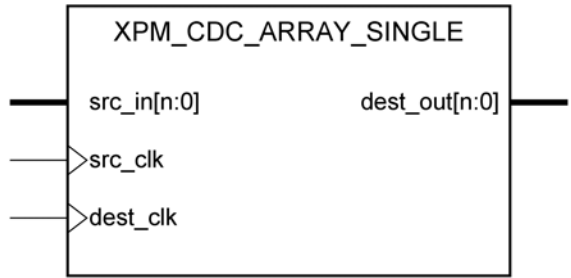 XPM_CDC_ARRAY_SINGLE
src_in[n:0] dest_out[n:0]
src_clk
dest_clk